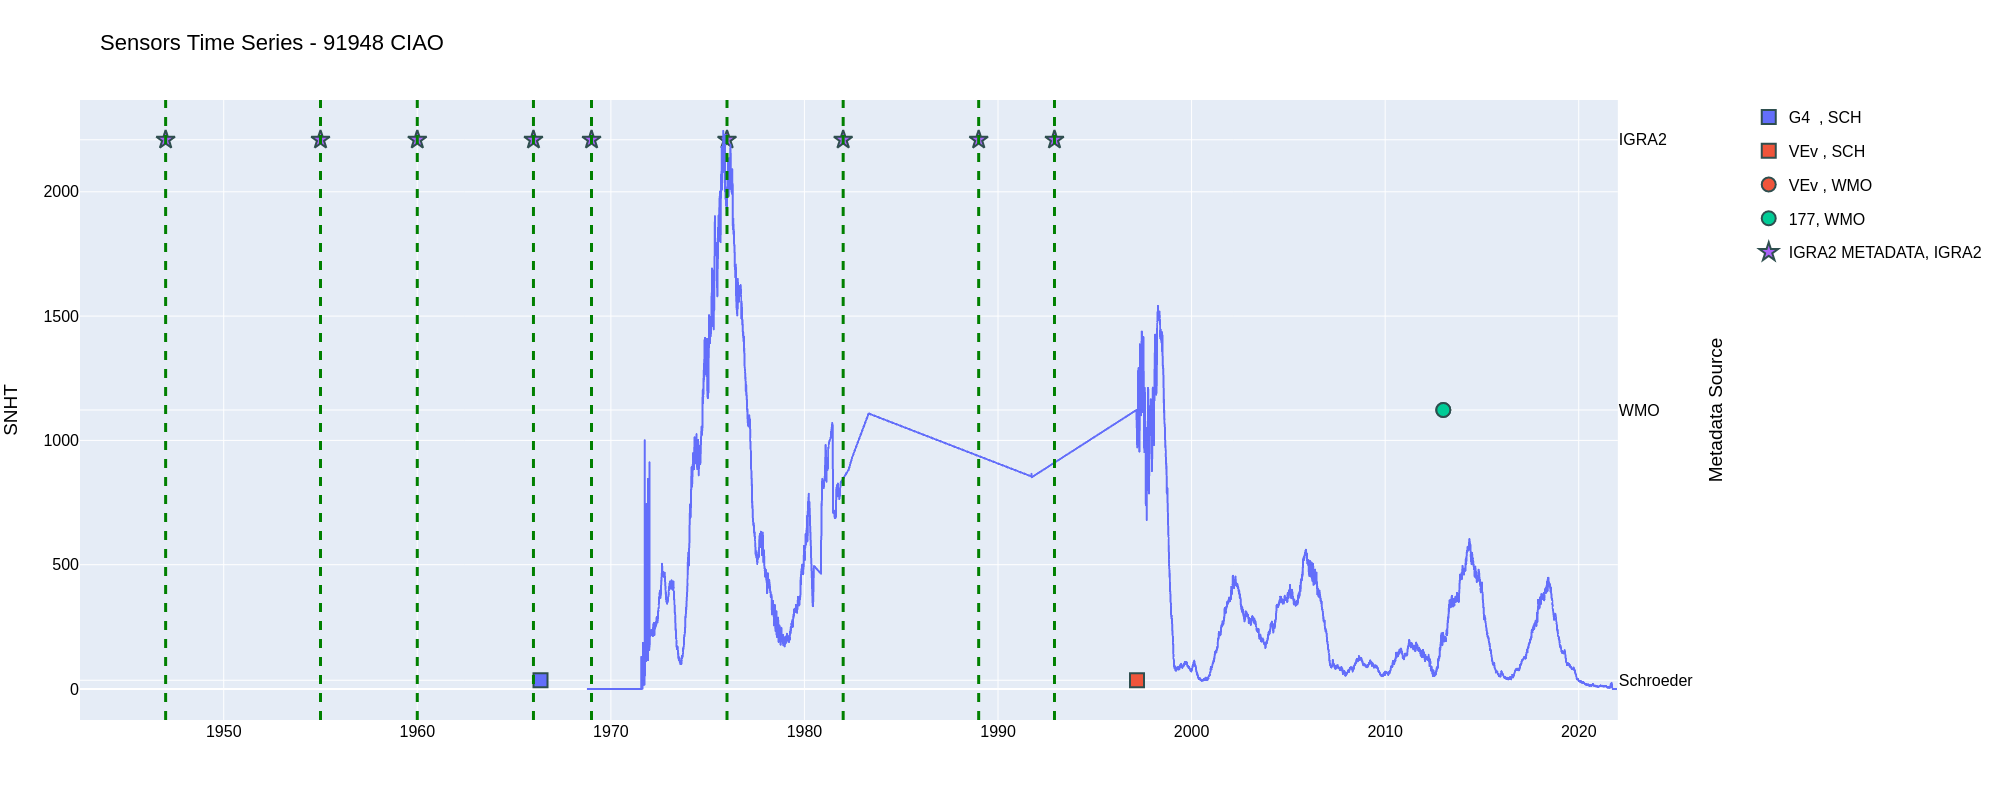 Sensors Time Series - 91948 CIAO
G4 , SCH
VEv , SCH
VEv , WMO
177, WMO
IGRA2 METADATA, IGRA2
IGRA2
WMO
Schroeder
Metadata Source
SNHT
2000
1500
1000
500
0
1950
1960
1970
1980
1990
2000
2010
2020